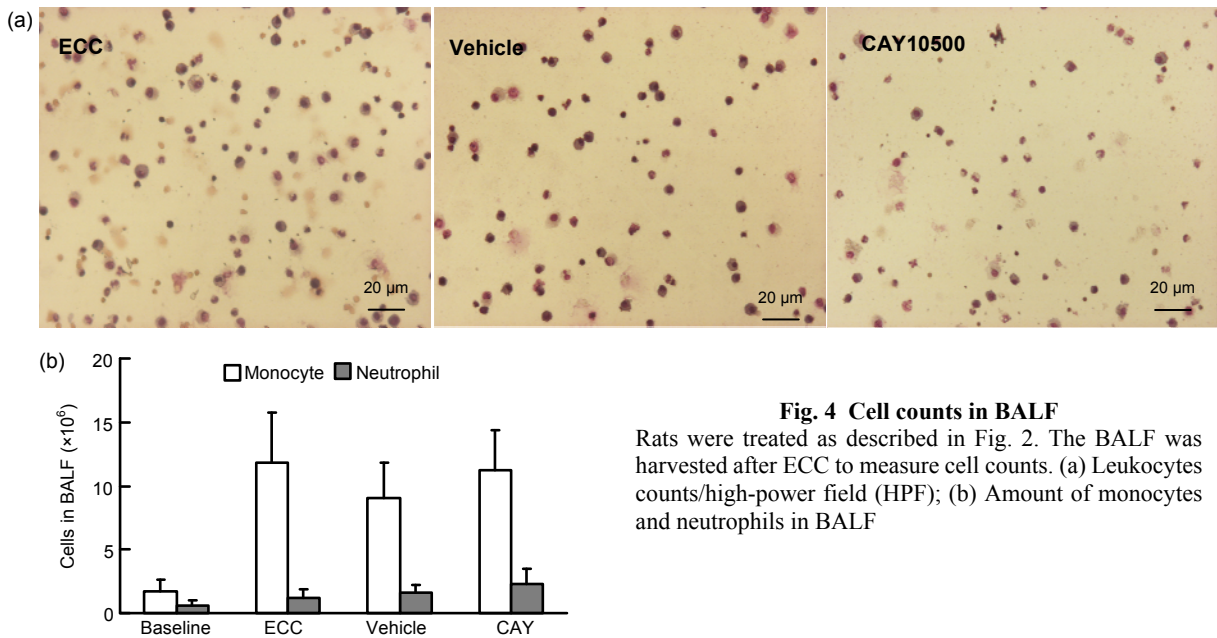 (a)
ECC
Vehicle
CAY10500
20 µm
20 µm
20 µm
(b)
20
15
10
5
0
Cells in BALF (×10⁶)
Monocyte Neutrophil
Baseline ECC Vehicle CAY
Fig. 4 Cell counts in BALF
Rats were treated as described in Fig. 2. The BALF was
harvested after ECC to measure cell counts. (a) Leukocytes
counts/high-power field (HPF); (b) Amount of monocytes
and neutrophils in BALF